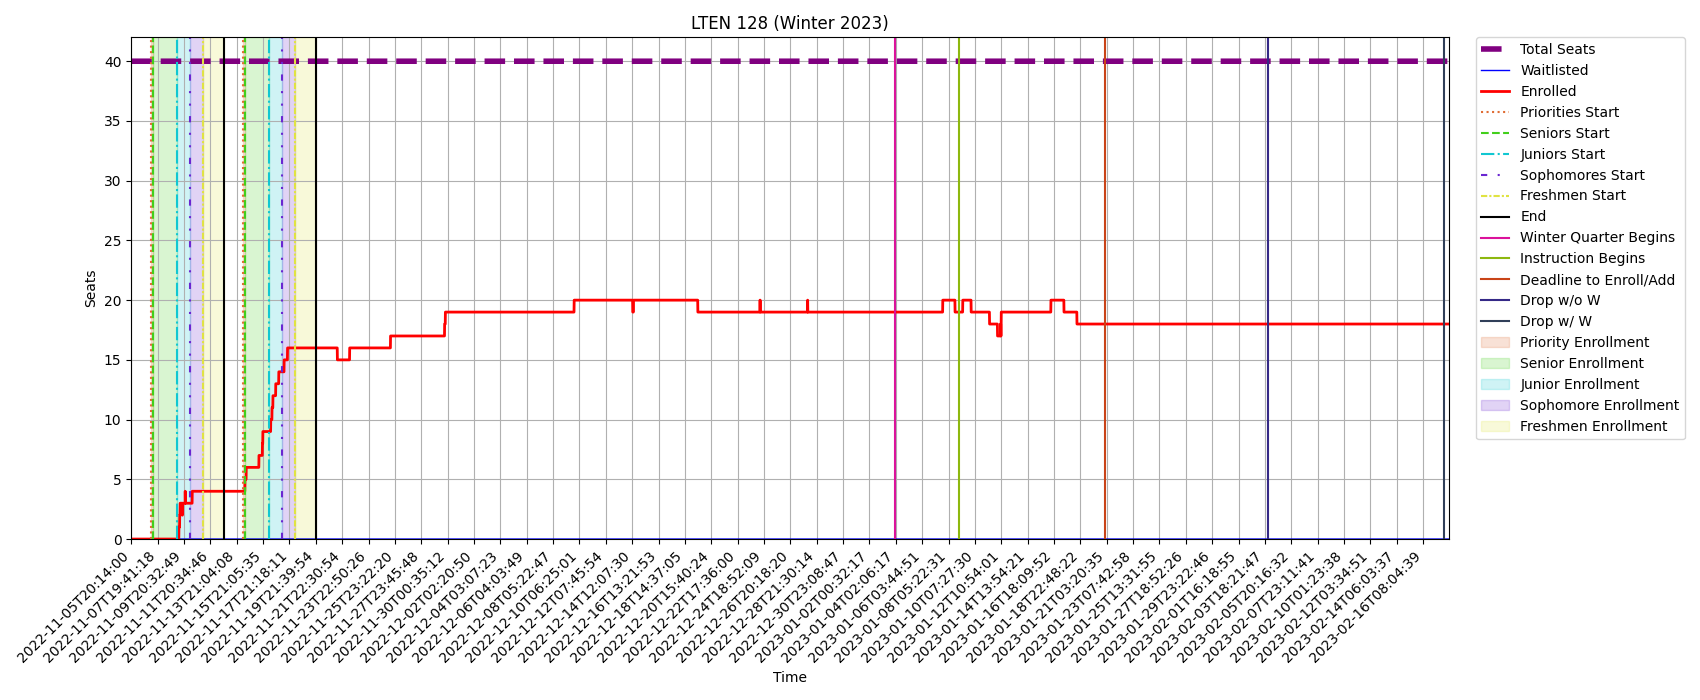 LTEN 128 (Winter 2023)
Seats
40
35
30
25
20
15
10
5
0
2022-11-05T20:14:00
2022-11-07T19:41:18
2022-11-09T20:32:49
2022-11-11T20:34:46
2022-11-13T21:04:08
2022-11-15T21:05:35
2022-11-17T21:18:11
2022-11-19T21:39:54
2022-11-21T22:30:54
2022-11-23T22:50:26
2022-11-25T23:22:20
2022-11-27T23:45:48
2022-11-30T00:35:12
2022-12-02T02:20:50
2022-12-04T03:07:23
2022-12-06T04:03:49
2022-12-08T05:22:47
2022-12-10T06:25:01
2022-12-12T07:45:54
2022-12-14T12:07:30
2022-12-16T13:21:53
2022-12-18T14:37:05
2022-12-20T15:40:24
2022-12-22T17:36:00
2022-12-24T18:52:09
2022-12-26T20:18:20
2022-12-28T21:30:14
2022-12-30T23:08:47
2023-01-02T00:32:17
2023-01-04T02:06:17
2023-01-06T03:44:51
2023-01-08T05:22:31
2023-01-10T07:27:30
2023-01-12T10:54:01
2023-01-14T13:54:21
2023-01-16T18:09:52
2023-01-18T22:48:22
2023-01-21T03:20:35
2023-01-23T07:42:58
2023-01-25T13:31:55
2023-01-27T18:52:26
2023-01-29T23:22:46
2023-02-01T16:18:55
2023-02-03T18:21:47
2023-02-05T20:16:32
2023-02-07T23:11:41
2023-02-10T01:23:38
2023-02-12T03:34:51
2023-02-14T06:03:37
2023-02-16T08:04:39
Time
Total Seats
Waitlisted
Enrolled
Priorities Start
Seniors Start
Juniors Start
Sophomores Start
Freshmen Start
End
Winter Quarter Begins
Instruction Begins
Deadline to Enroll/Add
Drop w/o W
Drop w/ W
Priority Enrollment
Senior Enrollment
Junior Enrollment
Sophomore Enrollment
Freshmen Enrollment